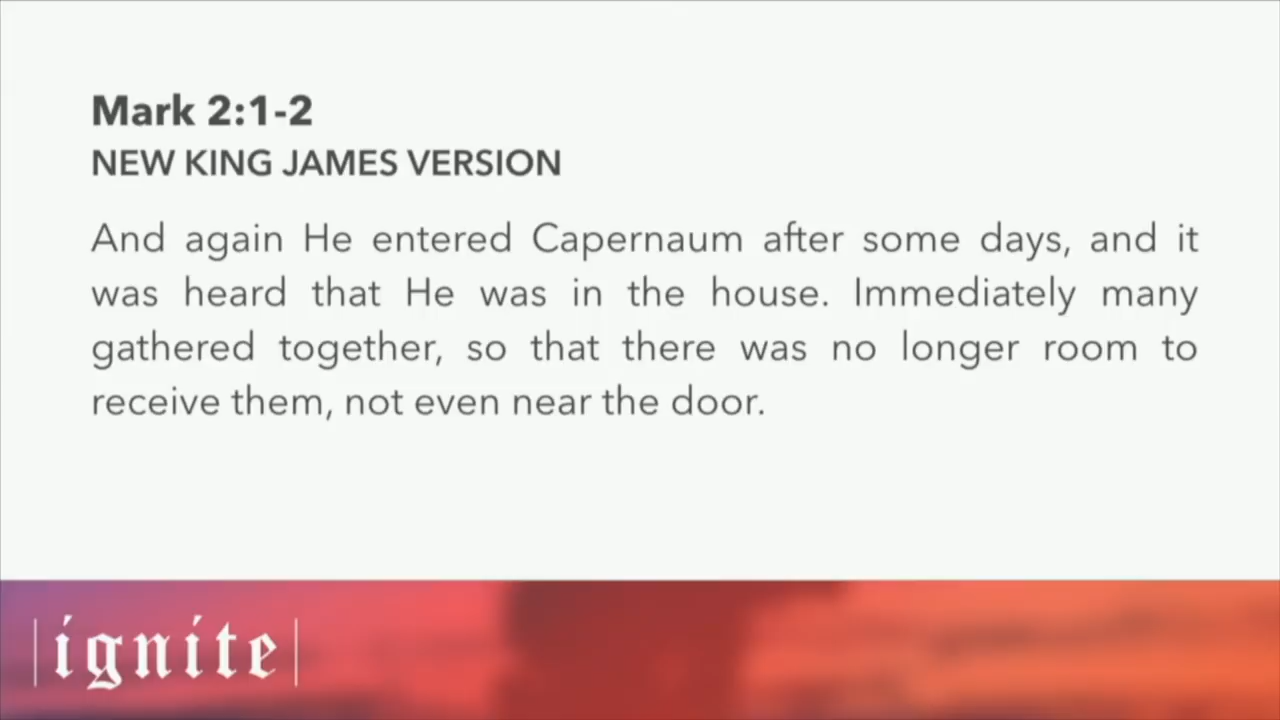 Mark 2:1-2
NEW KING JAMES VERSION
And again He entered Capernaum after some days, and it
was heard that He was in the house. Immediately many
gathered together, so that there was no longer room to
receive them, not even near the door.
|ignite|